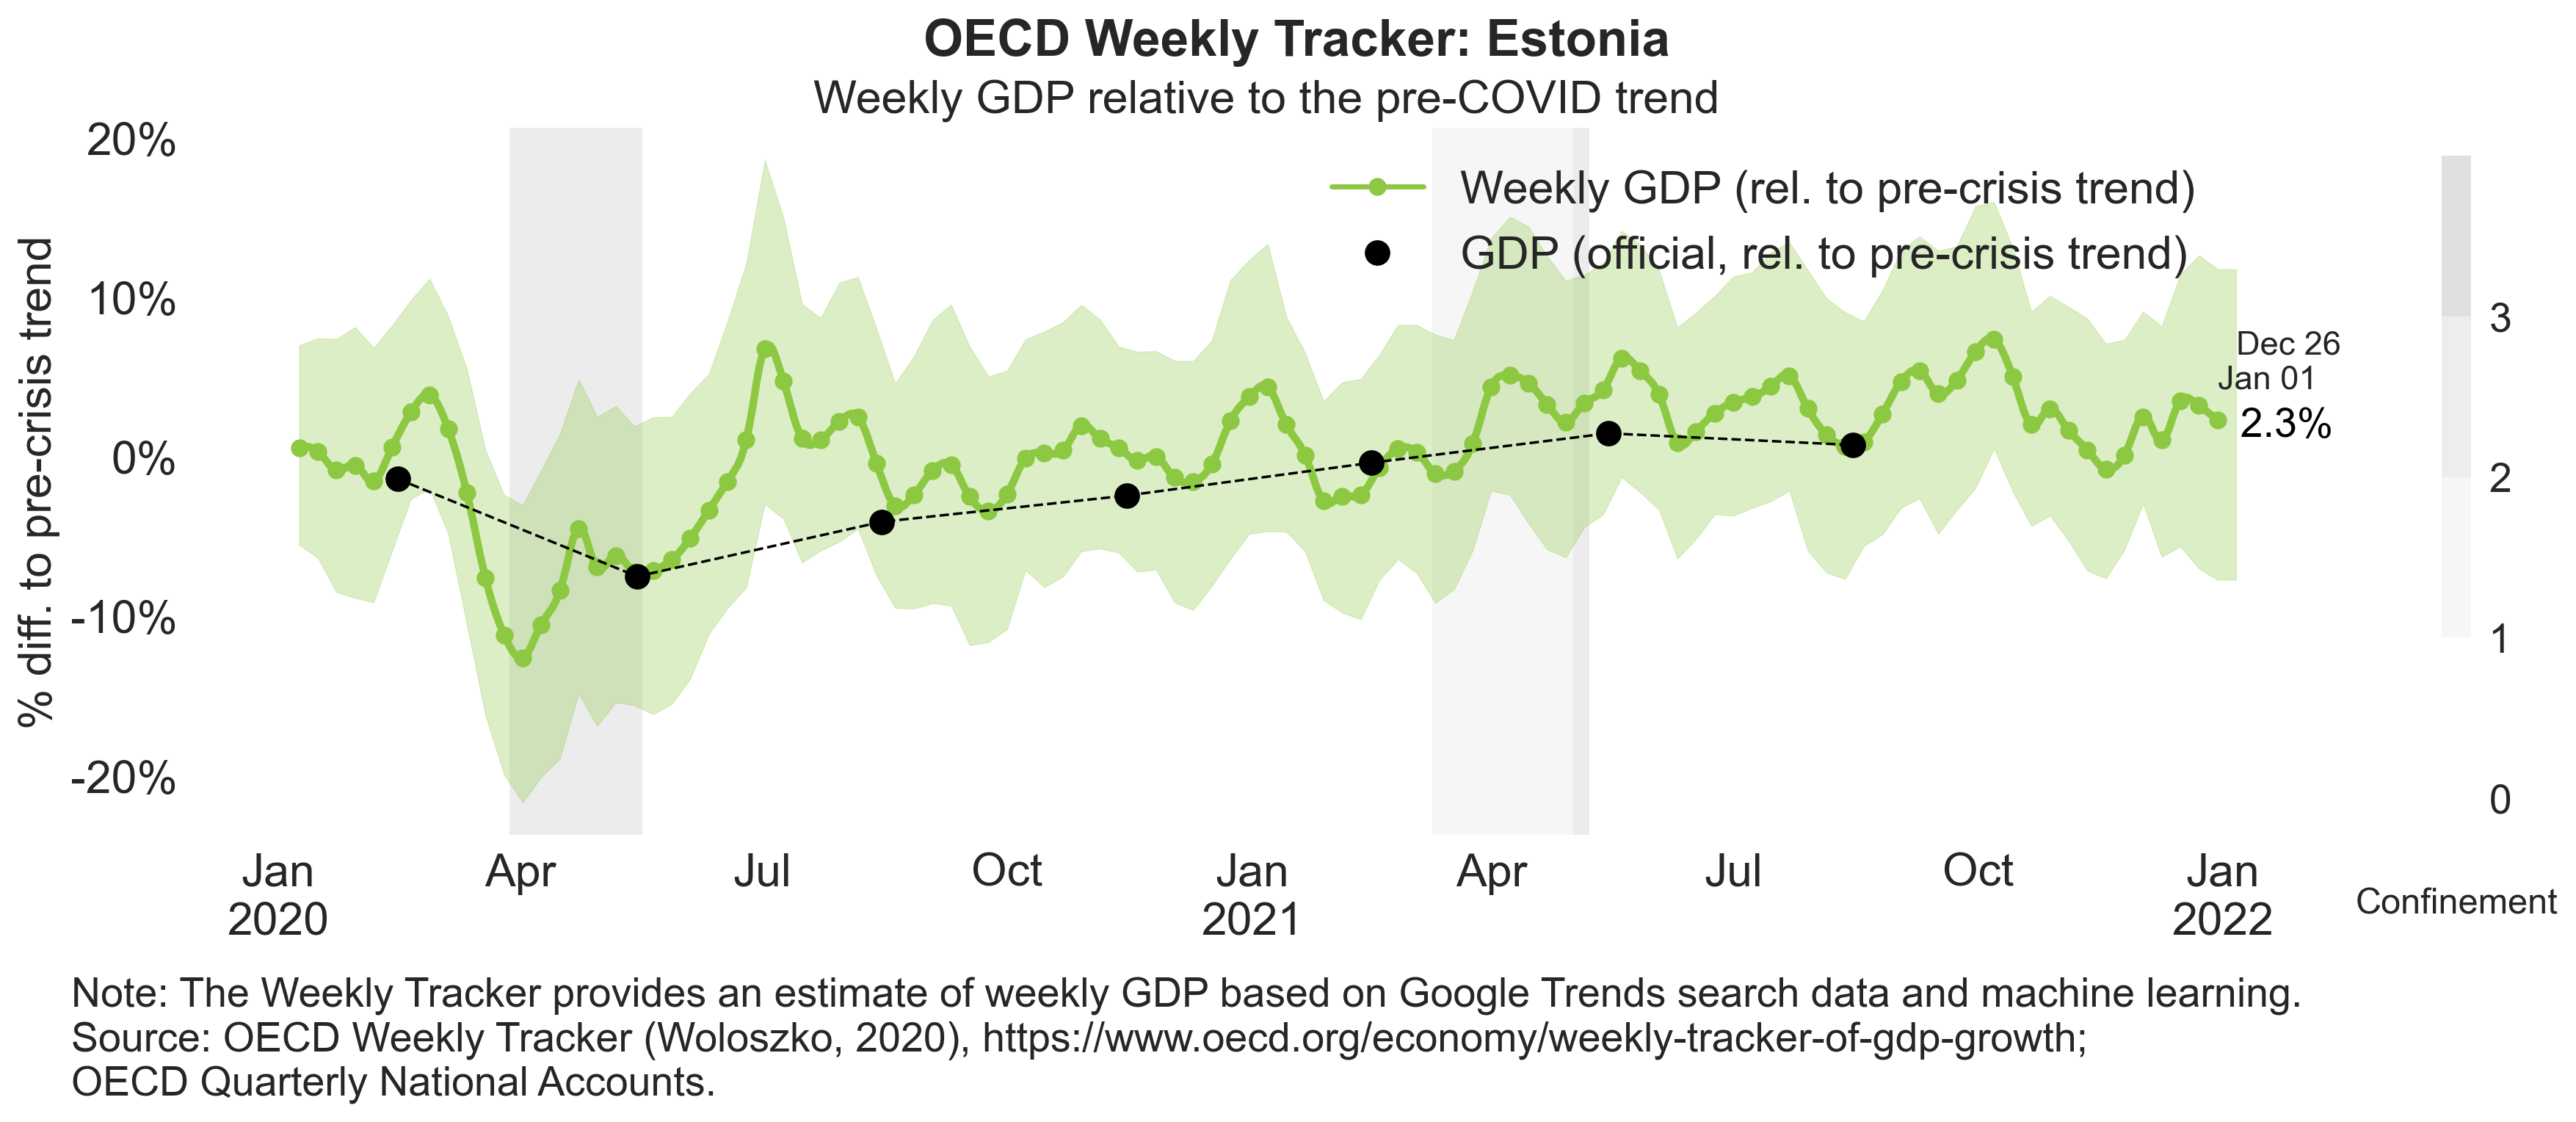 OECD Weekly Tracker: Estonia
Weekly GDP relative to the pre-COVID trend
% diff. to pre-crisis trend
20%
10%
0%
-10%
-20%
Weekly GDP (rel. to pre-crisis trend)
GDP (official, rel. to pre-crisis trend)
Dec 26
Jan 01
2.3%
3
2
1
0
Confinement
Jan Apr Jul Oct Jan Apr Jul Oct Jan
2020 2021 2022
Note: The Weekly Tracker provides an estimate of weekly GDP based on Google Trends search data and machine learning.
Source: OECD Weekly Tracker (Woloszko, 2020), https://www.oecd.org/economy/weekly-tracker-of-gdp-growth;
OECD Quarterly National Accounts.